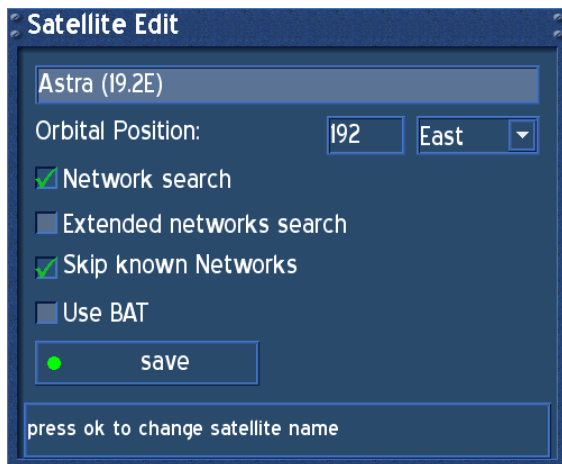 Satellite Edit
Astra (19.2E)
Orbital Position: 192 East
Network search
Extended networks search
Skip known Networks
Use BAT
save
press ok to change satellite name